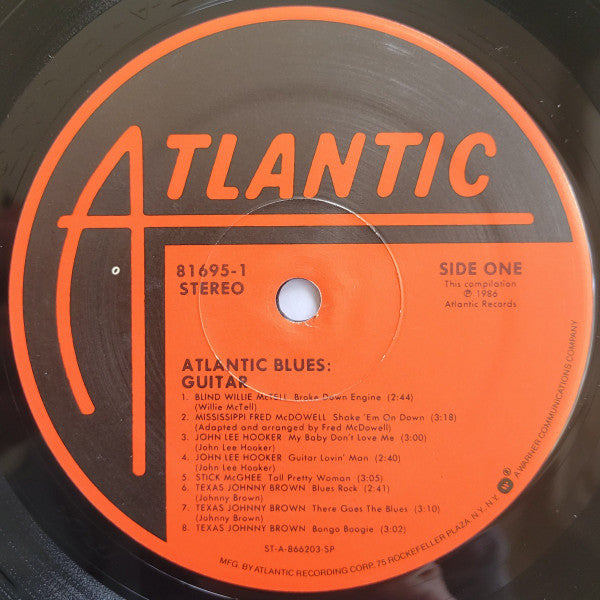 ATLANTIC
81695-1
STEREO
SIDE ONE
This compilation
℗ 1986
Atlantic Records
ATLANTIC BLUES:
GUITAR
1. BLIND WILLIE McTELL Broke Down Engine (2:44)
(Willie McTell)
2. MISSISSIPPI FRED McDOWELL Shake 'Em On Down (3:18)
(Adapted and arranged by Fred McDowell)
3. JOHN LEE HOOKER My Baby Don't Love Me (3:00)
(John Lee Hooker)
4. JOHN LEE HOOKER Guitar Lovin' Man (2:40)
(John Lee Hooker)
5. STICK McGHEE Tall Pretty Woman (3:05)
6. TEXAS JOHNNY BROWN Blues Rock (2:41)
(Johnny Brown)
7. TEXAS JOHNNY BROWN There Goes The Blues (3:10)
(Johnny Brown)
8. TEXAS JOHNNY BROWN Bongo Boogie (3:02)
ST-A-866203-SP
MFG. BY ATLANTIC RECORDING CORP. 75 ROCKEFELLER PLAZA, N.Y., N.Y. A WARNER COMMUNICATIONS COMPANY